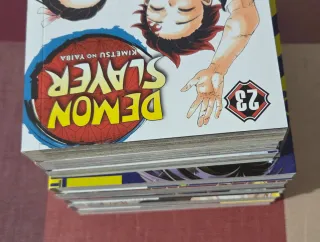 DEMON
SLAYER
KIMETSU NO YAIBA
23